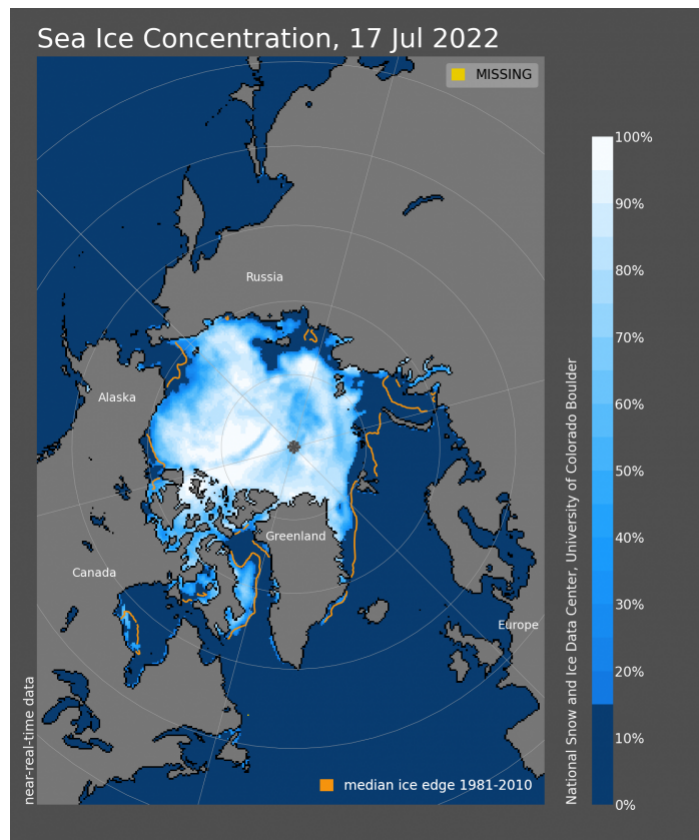 Sea Ice Concentration, 17 Jul 2022
MISSING
100%
90%
80%
70%
60%
50%
40%
30%
20%
10%
0%
Russia
Alaska
Greenland
Canada
Europe
National Snow and Ice Data Center, University of Colorado Boulder
near-real-time data
median ice edge 1981-2010